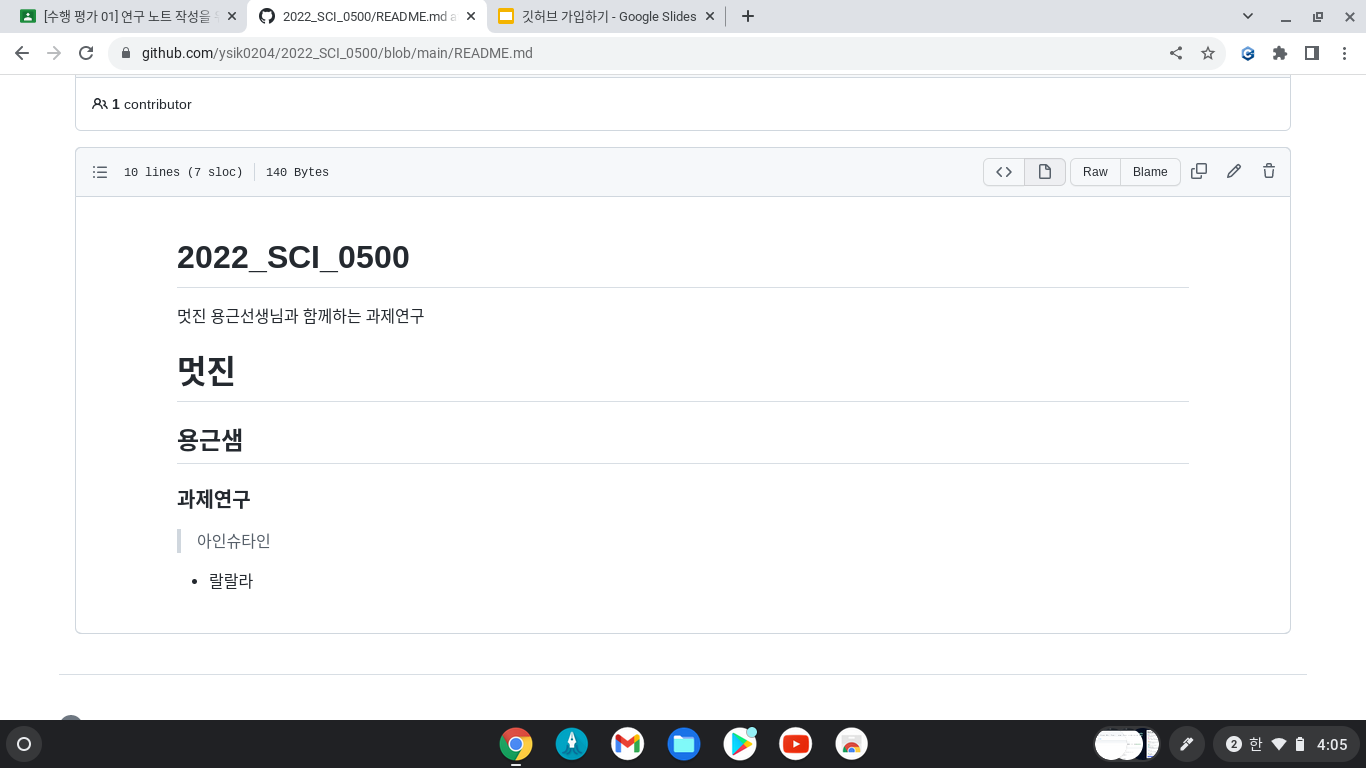 [수행 평가 01] 연구 노트 작성을
2022_SCI_0500/README.md a
깃허브 가입하기 - Google Slides
github.com/ysik0204/2022_SCI_0500/blob/main/README.md
1 contributor
10 lines (7 sloc) 140 Bytes
Raw Blame
2022_SCI_0500
멋진 용근선생님과 함께하는 과제연구
멋진
용근샘
과제연구
아인슈타인
랄랄라
2 한 4:05